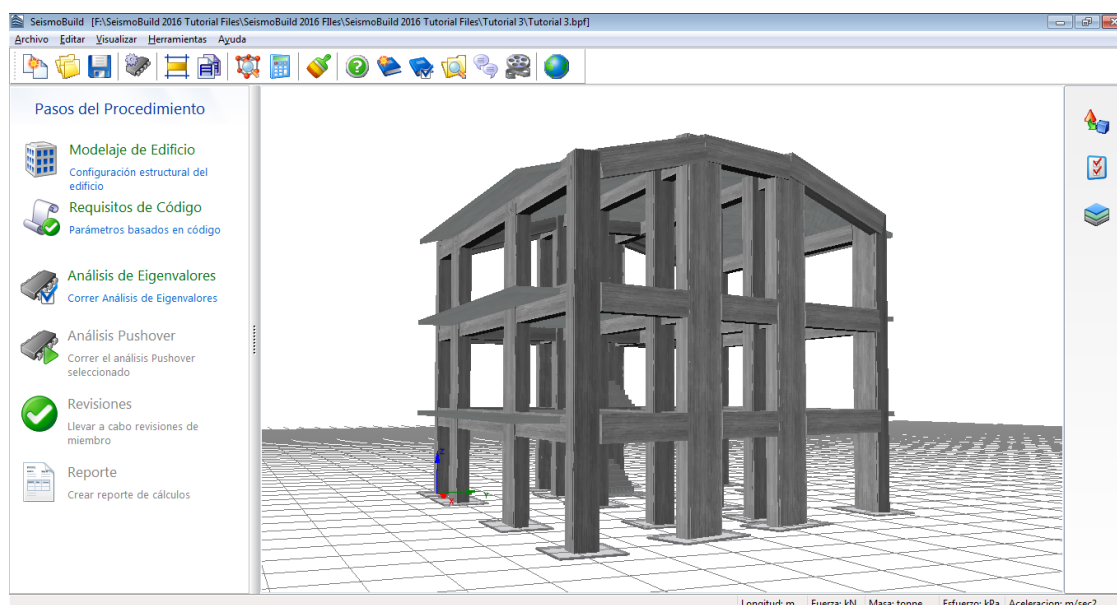 SeismoBuild [F:\SeismoBuild 2016 Tutorial Files\SeismoBuild 2016 FIles\SeismoBuild 2016 Tutorial Files\Tutorial 3\Tutorial 3.bpf]
Archivo Editar Visualizar Herramientas Ayuda
Pasos del Procedimiento
Modelaje de Edificio
Configuración estructural del
edificio
Requisitos de Código
Parámetros basados en código
Análisis de Eigenvalores
Correr Análisis de Eigenvalores
Análisis Pushover
Correr el análisis Pushover
seleccionado
Revisiones
Llevar a cabo revisiones de
miembro
Reporte
Crear reporte de cálculos
Z
Y
X
Longitud: m Fuerza: kN Masa: tonne Esfuerzo: kPa Aceleracion: m/sec2